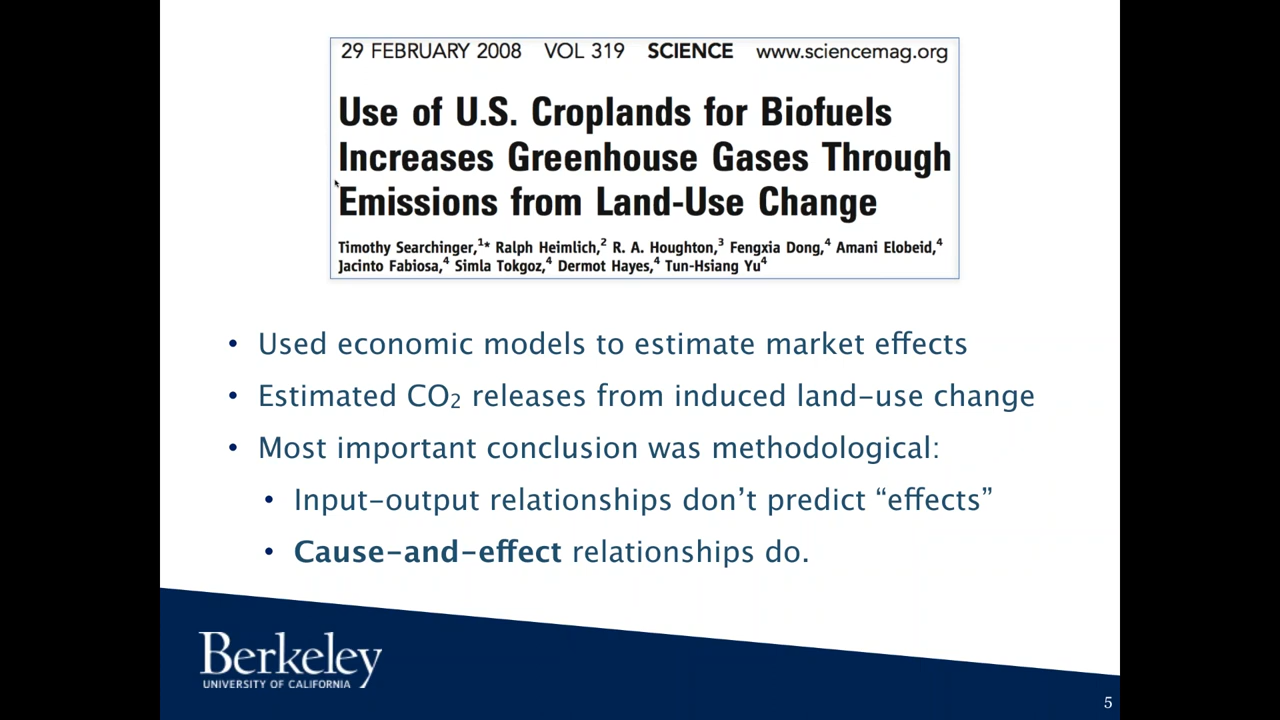 29 FEBRUARY 2008 VOL 319 SCIENCE www.sciencemag.org
Use of U.S. Croplands for Biofuels
Increases Greenhouse Gases Through
Emissions from Land-Use Change
Timothy Searchinger,¹* Ralph Heimlich,² R. A. Houghton,³ Fengxia Dong,⁴ Amani Elobeid,⁴
Jacinto Fabiosa,⁴ Simla Tokgoz,⁴ Dermot Hayes,⁴ Tun-Hsiang Yu⁴
• Used economic models to estimate market effects
• Estimated CO₂ releases from induced land-use change
• Most important conclusion was methodological:
• Input-output relationships don’t predict “effects”
• Cause-and-effect relationships do.
Berkeley
UNIVERSITY OF CALIFORNIA
5